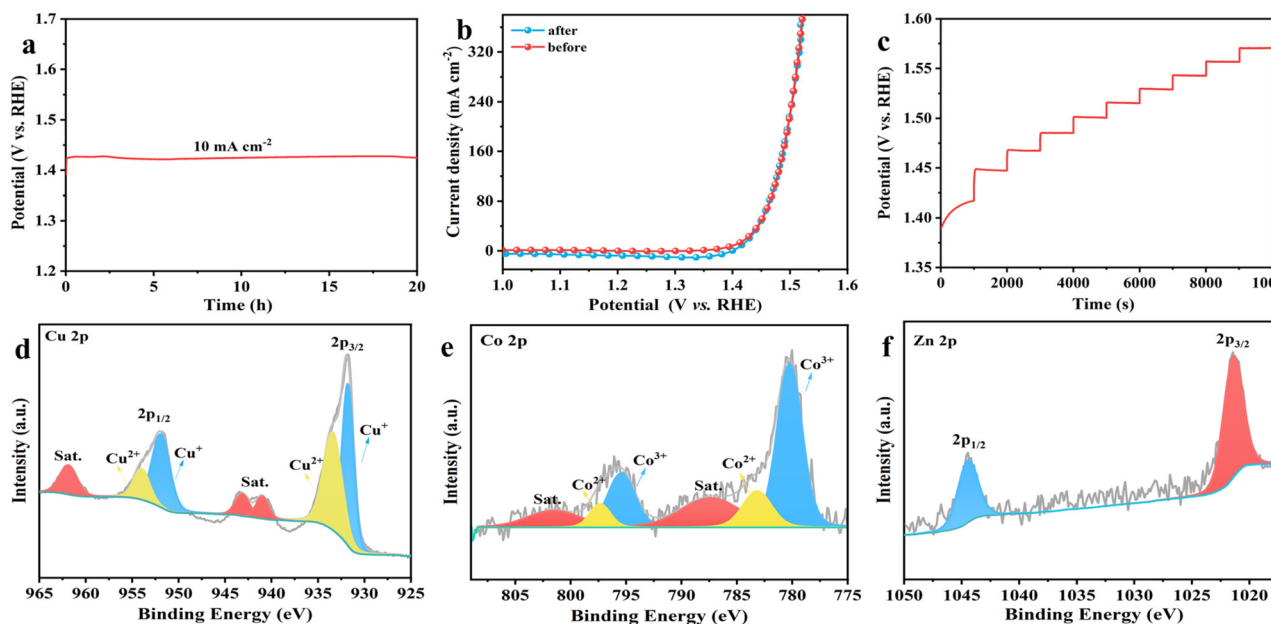 a
1.7
1.6
1.5
1.4
1.3
1.2
10 mA cm⁻²
0 5 10 15 20
Time (h)
Potential (V vs. RHE)
b
after
before
320
240
160
80
0
1.0 1.1 1.2 1.3 1.4 1.5 1.6
Potential (V vs. RHE)
Current density (mA cm⁻²)
c
1.60
1.55
1.50
1.45
1.40
1.35
0 2000 4000 6000 8000
Time (s)
Potential (V vs. RHE)
d Cu 2p
2p3/2
2p1/2
Sat.
Cu²⁺
Cu⁺
Sat.
Cu²⁺
Cu⁺
965 960 955 950 945 940 935 930 925
Binding Energy (eV)
Intensity (a.u.)
e Co 2p
Co³⁺
Co³⁺
Co²⁺
Sat.
Co²⁺
Sat.
805 800 795 790 785 780 775
Binding Energy (eV)
Intensity (a.u.)
f Zn 2p
2p3/2
2p1/2
1050 1045 1040 1035 1030 1025 1020
Binding Energy (eV)
Intensity (a.u.)